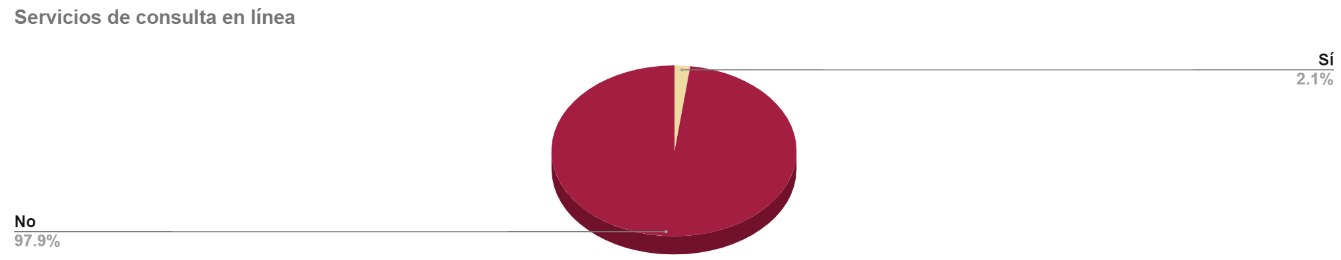 Servicios de consulta en línea
Sí
2.1%
No
97.9%